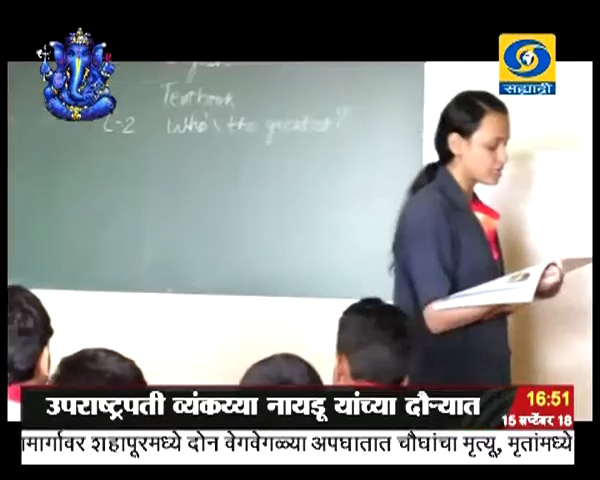 सह्याद्री
Textbook
L-2 Who's the greatest?
उपराष्ट्रपती व्यंकय्या नायडू यांच्या दौऱ्यात
16:51
15 सप्टेंबर 18
मार्गावर शहापूरमध्ये दोन वेगवेगळ्या अपघातात चौघांचा मृत्यू, मृतांमध्ये